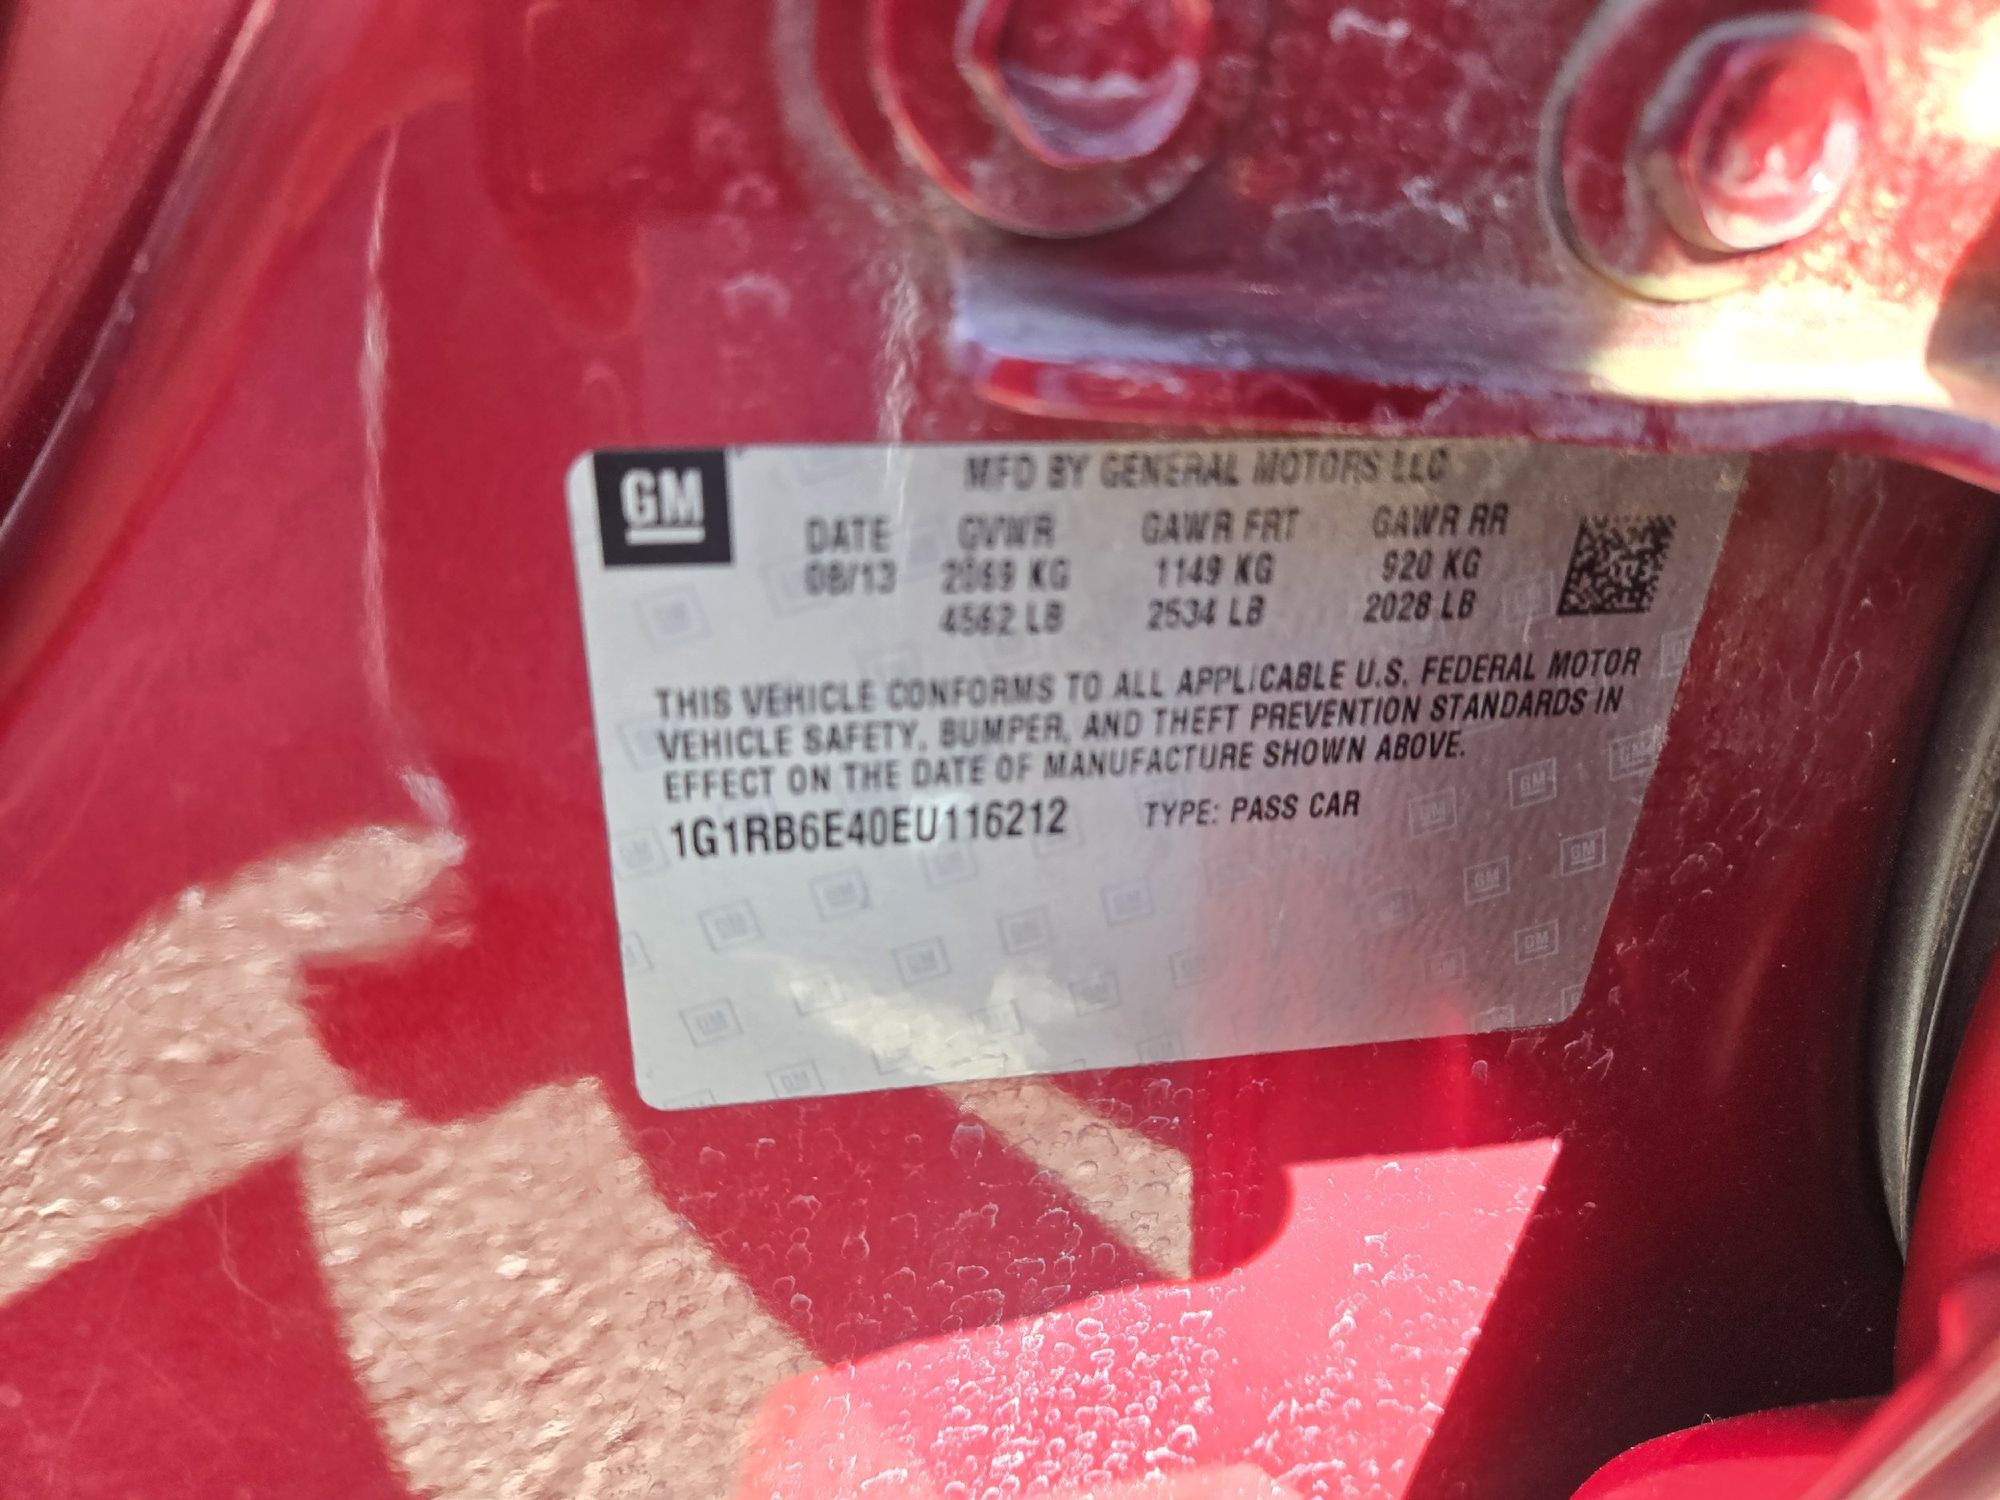 GM
MFD BY GENERAL MOTORS LLC
DATE GVWR GAWR FRT GAWR RR
08/13 2069 KG 1149 KG 920 KG
4562 LB 2534 LB 2028 LB
THIS VEHICLE CONFORMS TO ALL APPLICABLE U.S. FEDERAL MOTOR
VEHICLE SAFETY, BUMPER, AND THEFT PREVENTION STANDARDS IN
EFFECT ON THE DATE OF MANUFACTURE SHOWN ABOVE.
1G1RB6E40EU116212 TYPE: PASS CAR